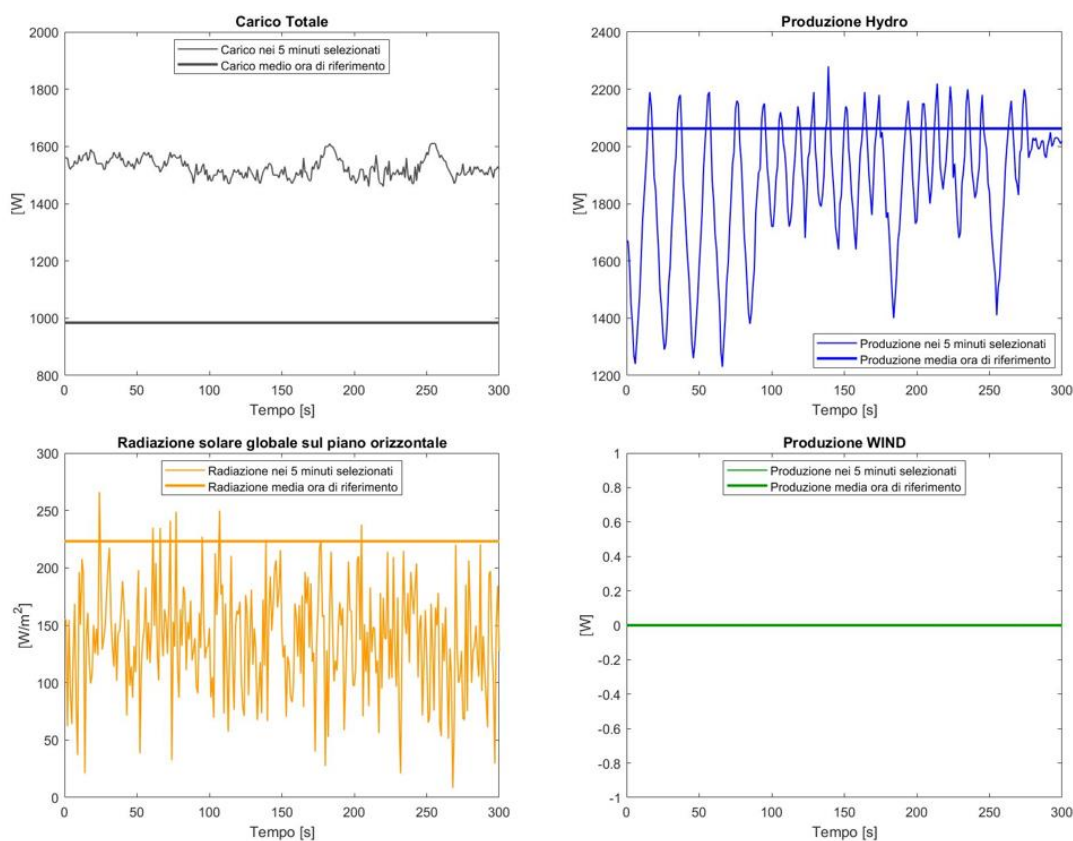 Carico Totale
2000
1800
1600
1400
1200
1000
800
[W]
Carico nei 5 minuti selezionati
Carico medio ora di riferimento
0 50 100 150 200 250 300
Tempo [s]
Produzione Hydro
2400
2200
2000
1800
1600
1400
1200
[W]
Produzione nei 5 minuti selezionati
Produzione media ora di riferimento
0 50 100 150 200 250 300
Tempo [s]
Radiazione solare globale sul piano orizzontale
300
250
200
150
100
50
0
[W/m²]
Radiazione nei 5 minuti selezionati
Radiazione media ora di riferimento
0 50 100 150 200 250 300
Tempo [s]
Produzione WIND
1
0.8
0.6
0.4
0.2
0
-0.2
-0.4
-0.6
-0.8
-1
[W]
Produzione nei 5 minuti selezionati
Produzione media ora di riferimento
0 50 100 150 200 250 300
Tempo [s]